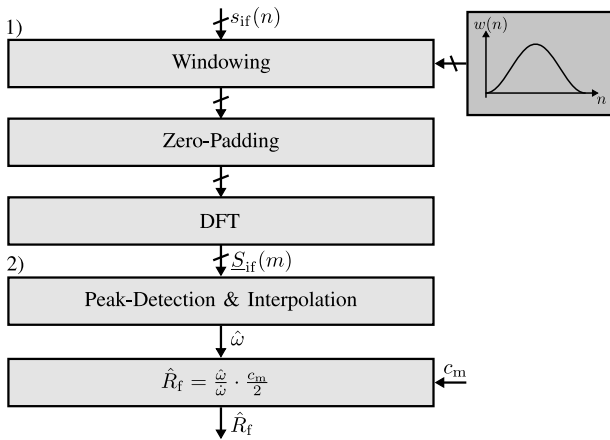 s_if(n)
1)
Windowing
w(n)
n
Zero-Padding
DFT
S_if(m)
2)
Peak-Detection & Interpolation
ω̂
R̂_f = ω̂/ω̇ · c_m/2
c_m
R̂_f